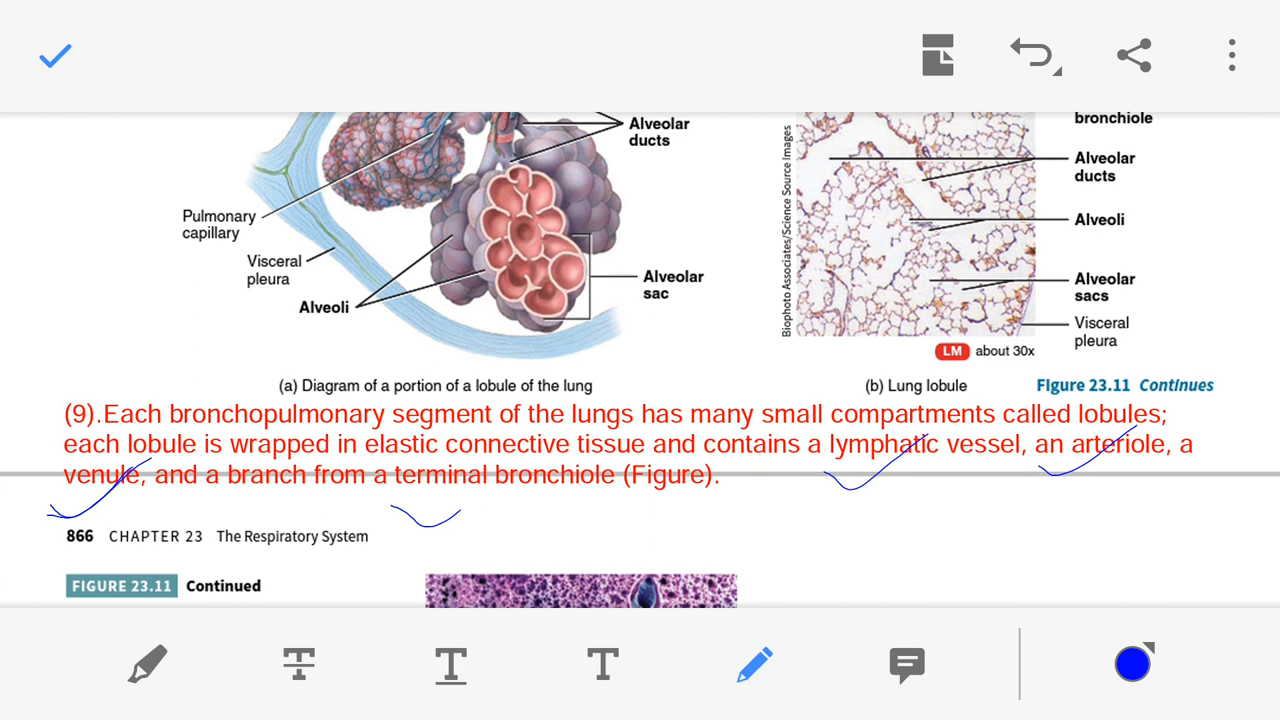 Alveolar
ducts
Pulmonary
capillary
Visceral
pleura
Alveoli
Alveolar
sac
(a) Diagram of a portion of a lobule of the lung
Biophoto Associates/Science Source Images
bronchiole
Alveolar
ducts
Alveoli
Alveolar
sacs
Visceral
pleura
LM about 30x
(b) Lung lobule
Figure 23.11 Continues
(9).Each bronchopulmonary segment of the lungs has many small compartments called lobules;
each lobule is wrapped in elastic connective tissue and contains a lymphatic vessel, an arteriole, a
venule, and a branch from a terminal bronchiole (Figure).
866 CHAPTER 23 The Respiratory System
FIGURE 23.11 Continued